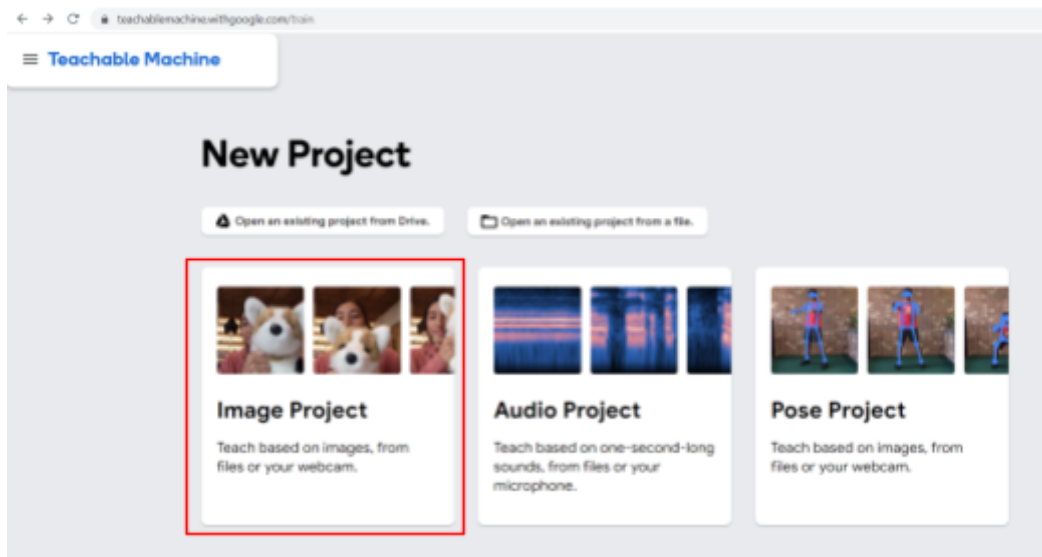 teachablemachine.withgoogle.com/train
Teachable Machine
New Project
Open an existing project from Drive.
Open an existing project from a file.
Image Project
Teach based on images, from
files or your webcam.
Audio Project
Teach based on one-second-long
sounds, from files or your
microphone.
Pose Project
Teach based on images, from
files or your webcam.